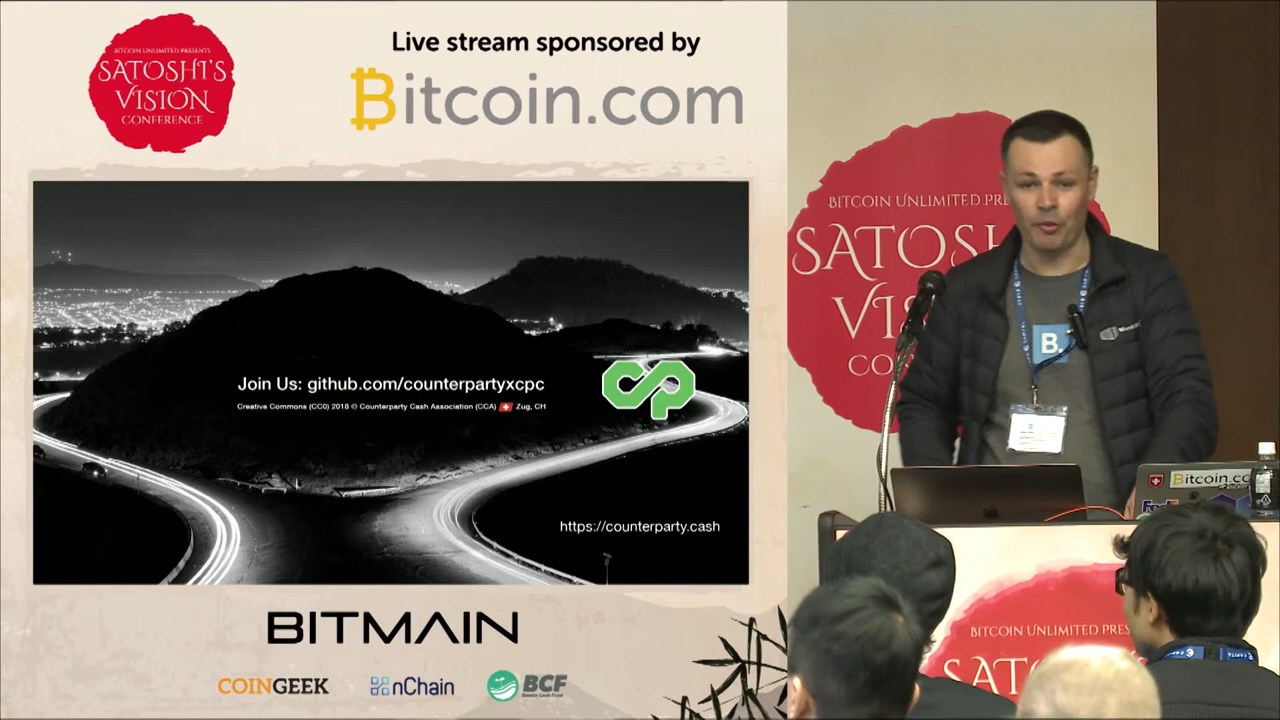 BITCOIN UNLIMITED PRESENTS
SATOSHI'S
VISION
CONFERENCE
Live stream sponsored by
Bitcoin.com
Join Us: github.com/counterpartyxcpc
Creative Commons (CC0) 2018 © Counterparty Cash Association (CCA) Zug, CH
https://counterparty.cash
BITMAIN
COINGEEK
nChain
BCF
BITCOIN UNLIMITED PRE
SATOSH
VIS
CO
B.
Bitcoin.co
BITCOIN UNLIMITED PRES
SATO